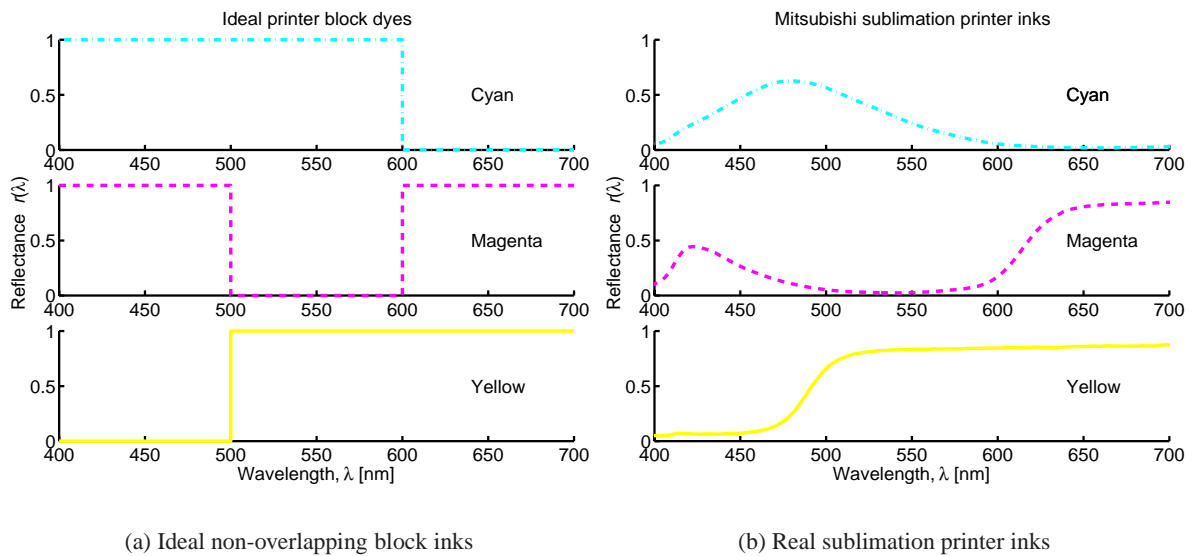 Ideal printer block dyes
1
0.5
0
Cyan
400 450 500 550 600 650 700
1
0.5
0
Magenta
Reflectance r(λ)
400 450 500 550 600 650 700
1
0.5
0
Yellow
400 450 500 550 600 650 700
Wavelength, λ [nm]
(a) Ideal non-overlapping block inks
Mitsubishi sublimation printer inks
1
0.5
0
Cyan
400 450 500 550 600 650 700
1
0.5
0
Magenta
Reflectance r(λ)
400 450 500 550 600 650 700
1
0.5
0
Yellow
400 450 500 550 600 650 700
Wavelength, λ [nm]
(b) Real sublimation printer inks